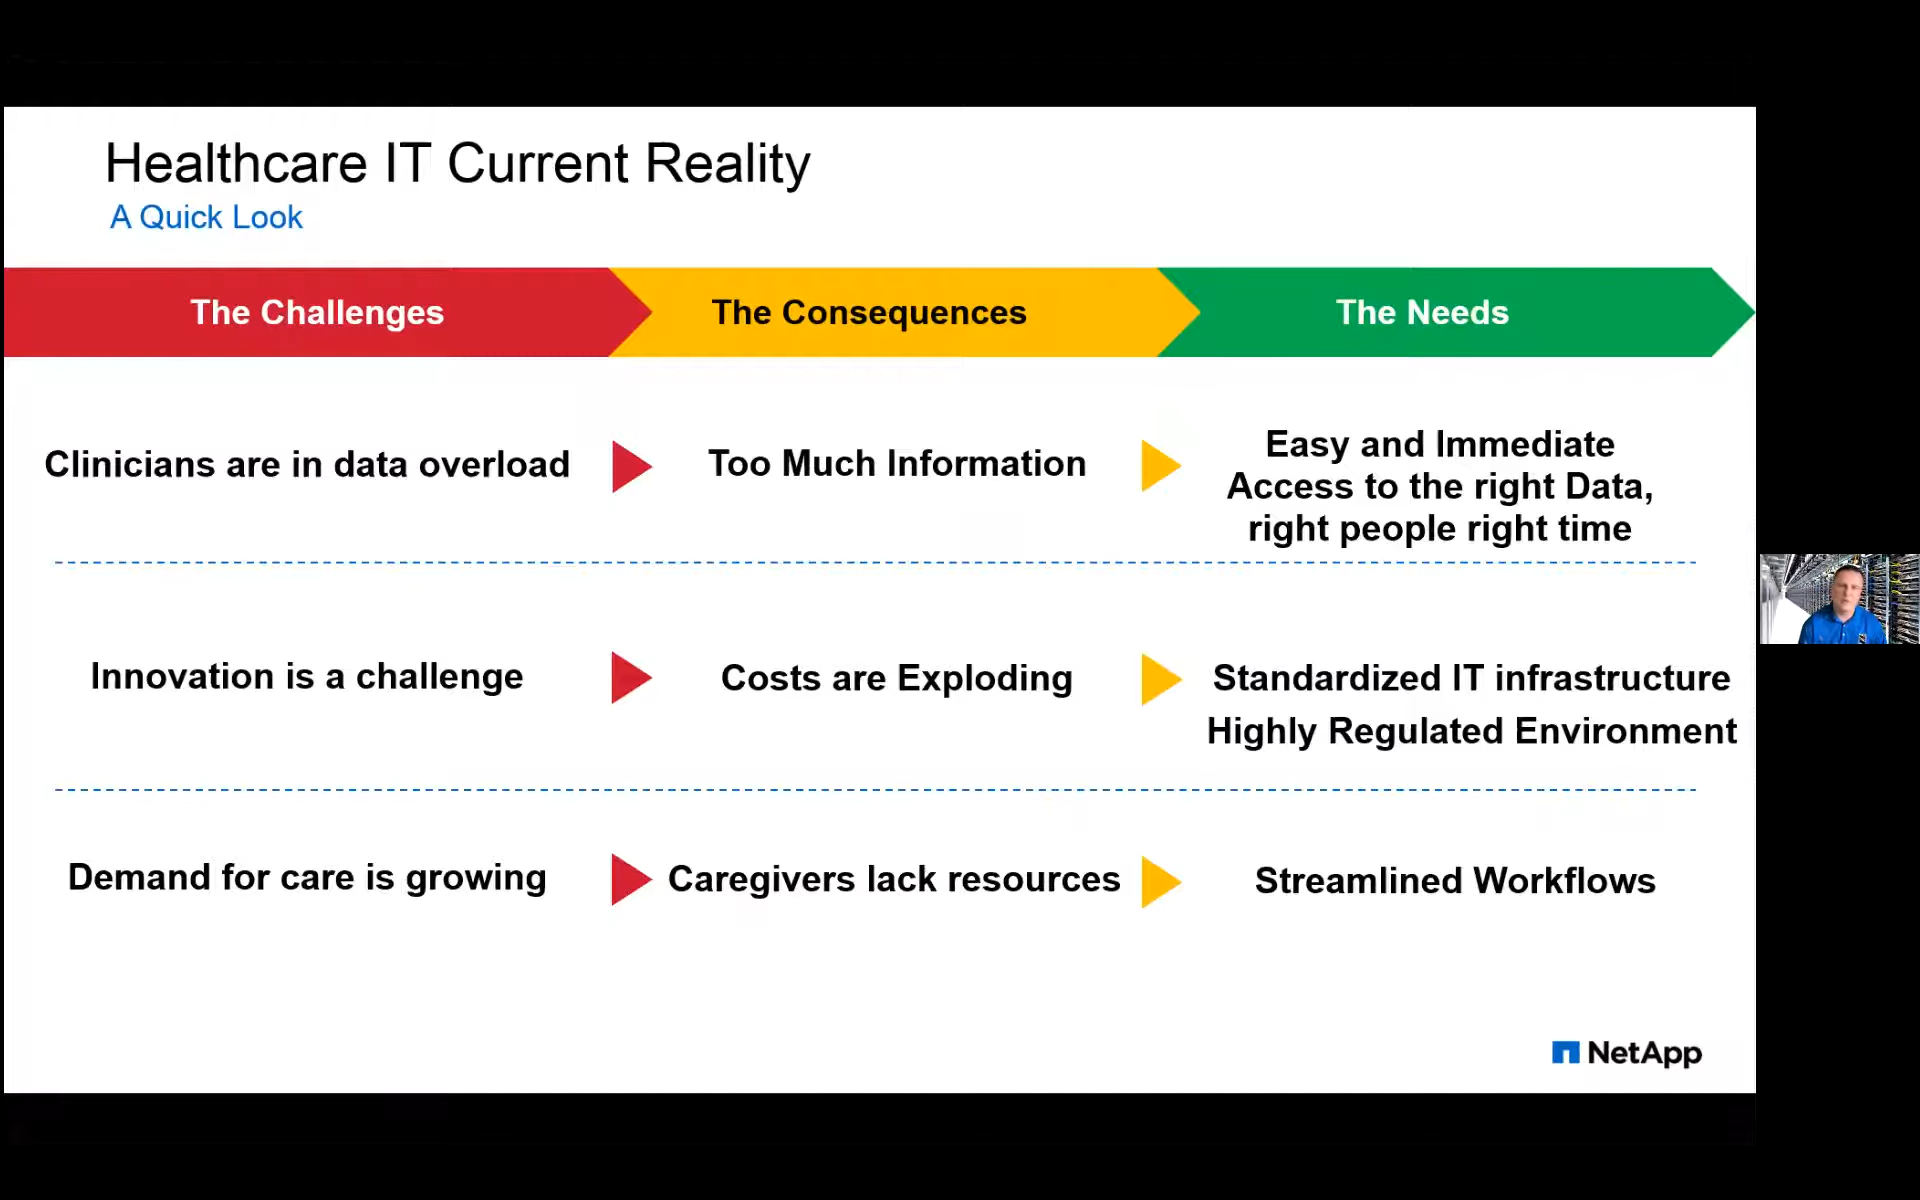 Healthcare IT Current Reality
A Quick Look
The Challenges
The Consequences
The Needs
Clinicians are in data overload
Too Much Information
Easy and Immediate
Access to the right Data,
right people right time
Innovation is a challenge
Costs are Exploding
Standardized IT infrastructure
Highly Regulated Environment
Demand for care is growing
Caregivers lack resources
Streamlined Workflows
NetApp